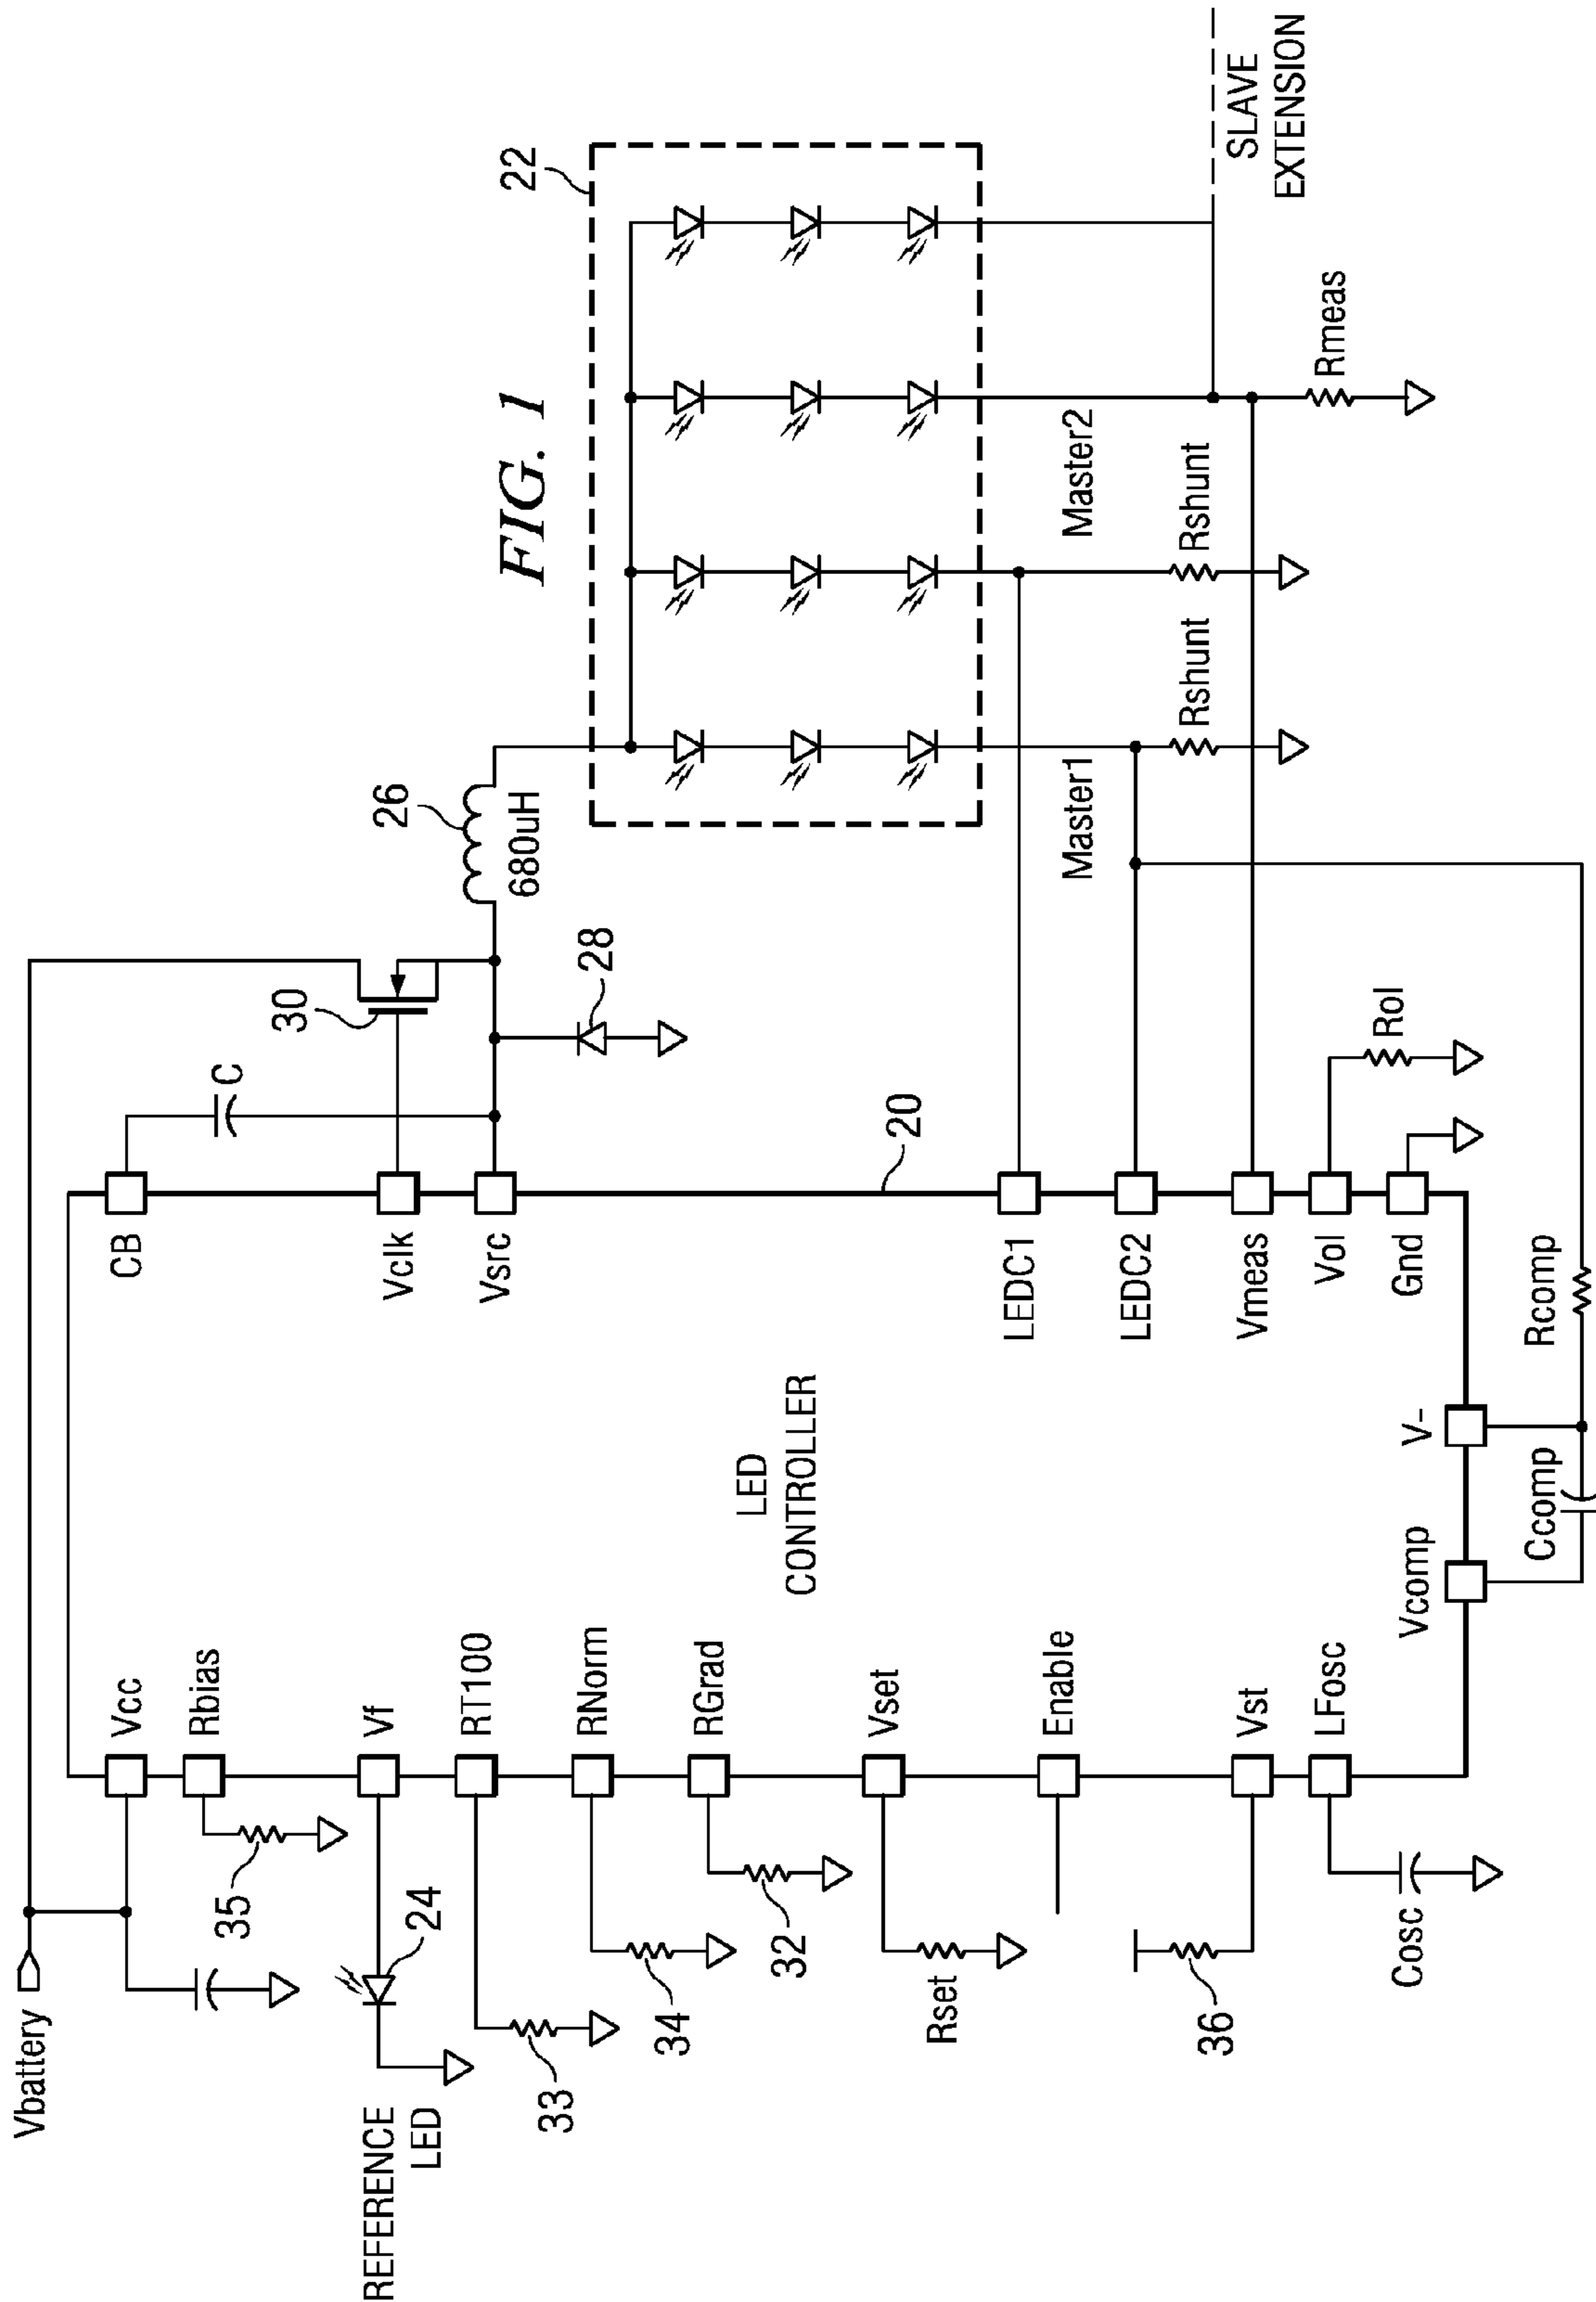 FIG. 1
Vbattery
35
REFERENCE
LED
24
33
34
32
Rset
36
Cosc
Vcc
Rbias
Vf
RT100
RNorm
RGrad
Vset
Enable
Vst
LFosc
LED
CONTROLLER
20
CB
Vclk
Vsrc
LEDC1
LEDC2
Vmeas
Vol
Gnd
Vcomp
V-
Ccomp
Rcomp
C
30
28
26
680uH
22
Master1
Master2
Rshunt
Rshunt
Rmeas
Rol
SLAVE
EXTENSION